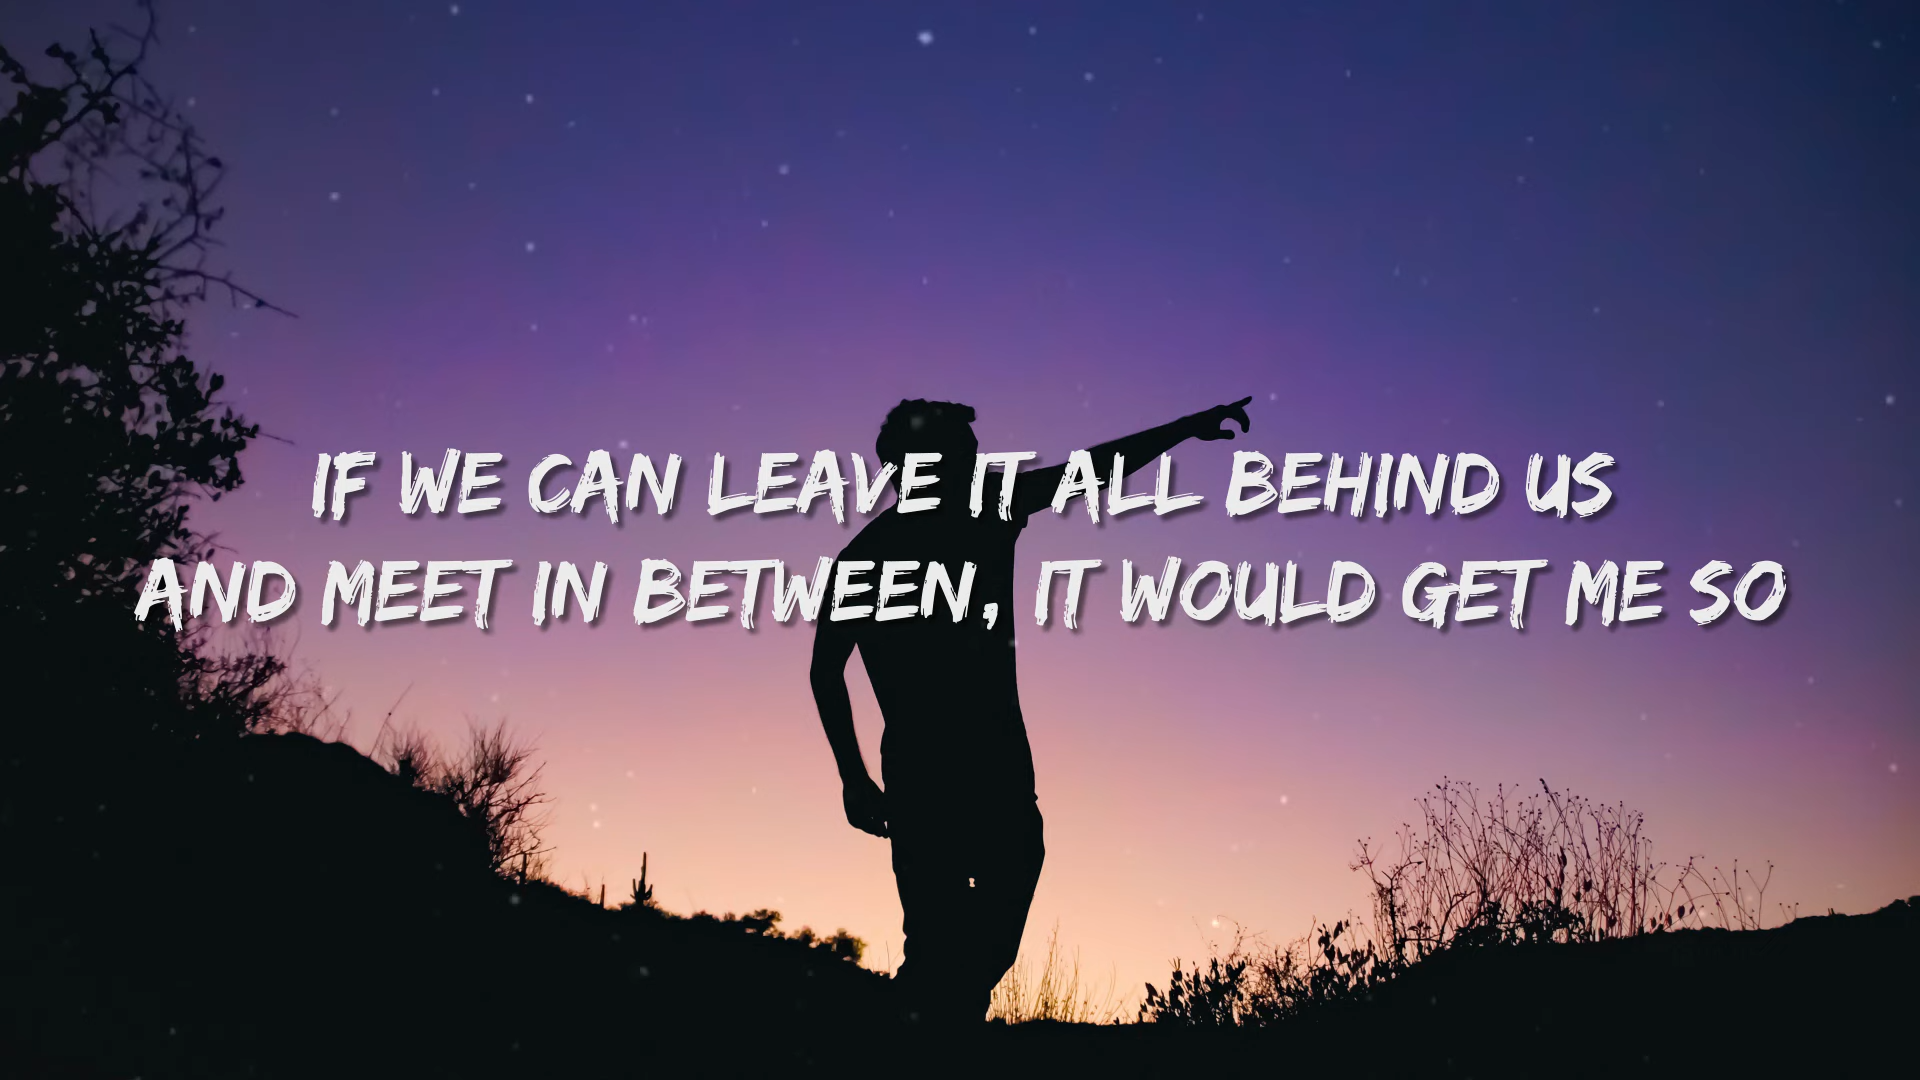 IF WE CAN LEAVE IT ALL BEHIND US
AND MEET IN BETWEEN, IT WOULD GET ME SO